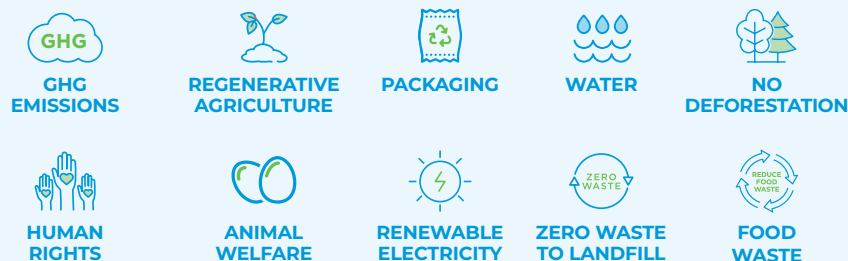 GHG
GHG
EMISSIONS
REGENERATIVE
AGRICULTURE
PACKAGING
WATER
NO
DEFORESTATION
HUMAN
RIGHTS
ANIMAL
WELFARE
RENEWABLE
ELECTRICITY
ZERO
WASTE
ZERO WASTE
TO LANDFILL
REDUCE
FOOD
WASTE
FOOD
WASTE